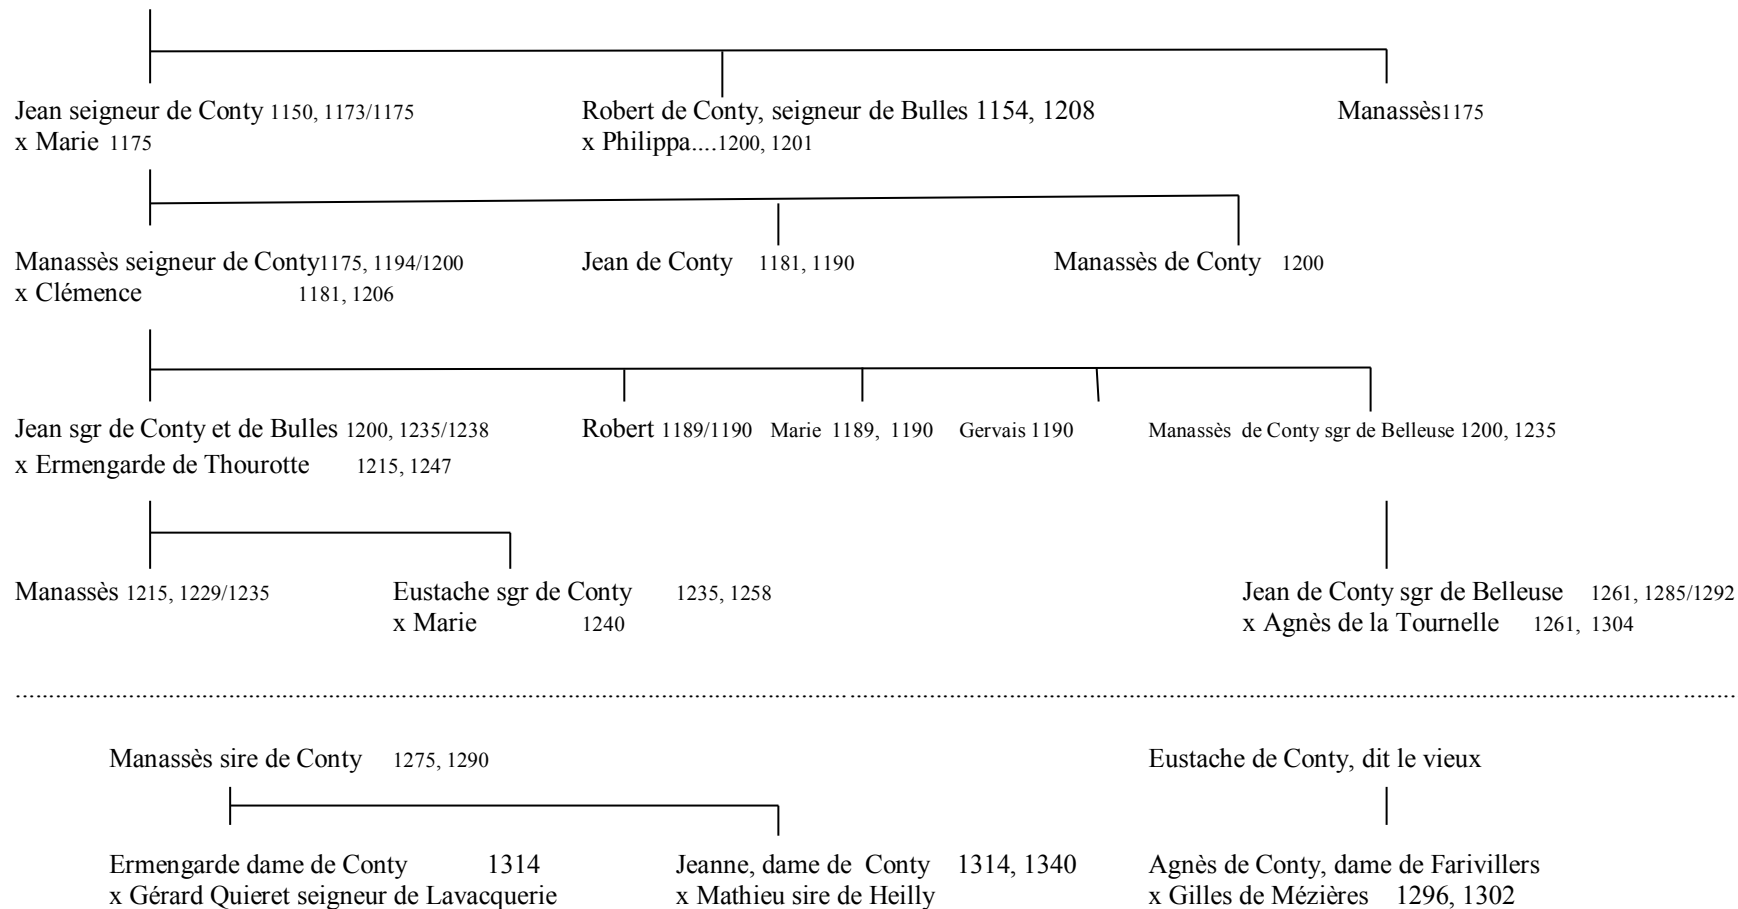 Jean seigneur de Conty 1150, 1173/1175 Robert de Conty, seigneur de Bulles 1154, 1208 Manassès1175
x Marie 1175 x Philippa....1200, 1201
Manassès seigneur de Conty1175, 1194/1200 Jean de Conty 1181, 1190 Manassès de Conty 1200
x Clémence 1181, 1206
Jean sgr de Conty et de Bulles 1200, 1235/1238 Robert 1189/1190 Marie 1189, 1190 Gervais 1190 Manassès de Conty sgr de Belleuse 1200, 1235
x Ermengarde de Thourotte 1215, 1247
Manassès 1215, 1229/1235 Eustache sgr de Conty 1235, 1258 Jean de Conty sgr de Belleuse 1261, 1285/1292
x Marie 1240 x Agnès de la Tournelle 1261, 1304
Manassès sire de Conty 1275, 1290 Eustache de Conty, dit le vieux
Ermengarde dame de Conty 1314 Jeanne, dame de Conty 1314, 1340 Agnès de Conty, dame de Farivillers
x Gérard Quieret seigneur de Lavacquerie x Mathieu sire de Heilly x Gilles de Mézières 1296, 1302